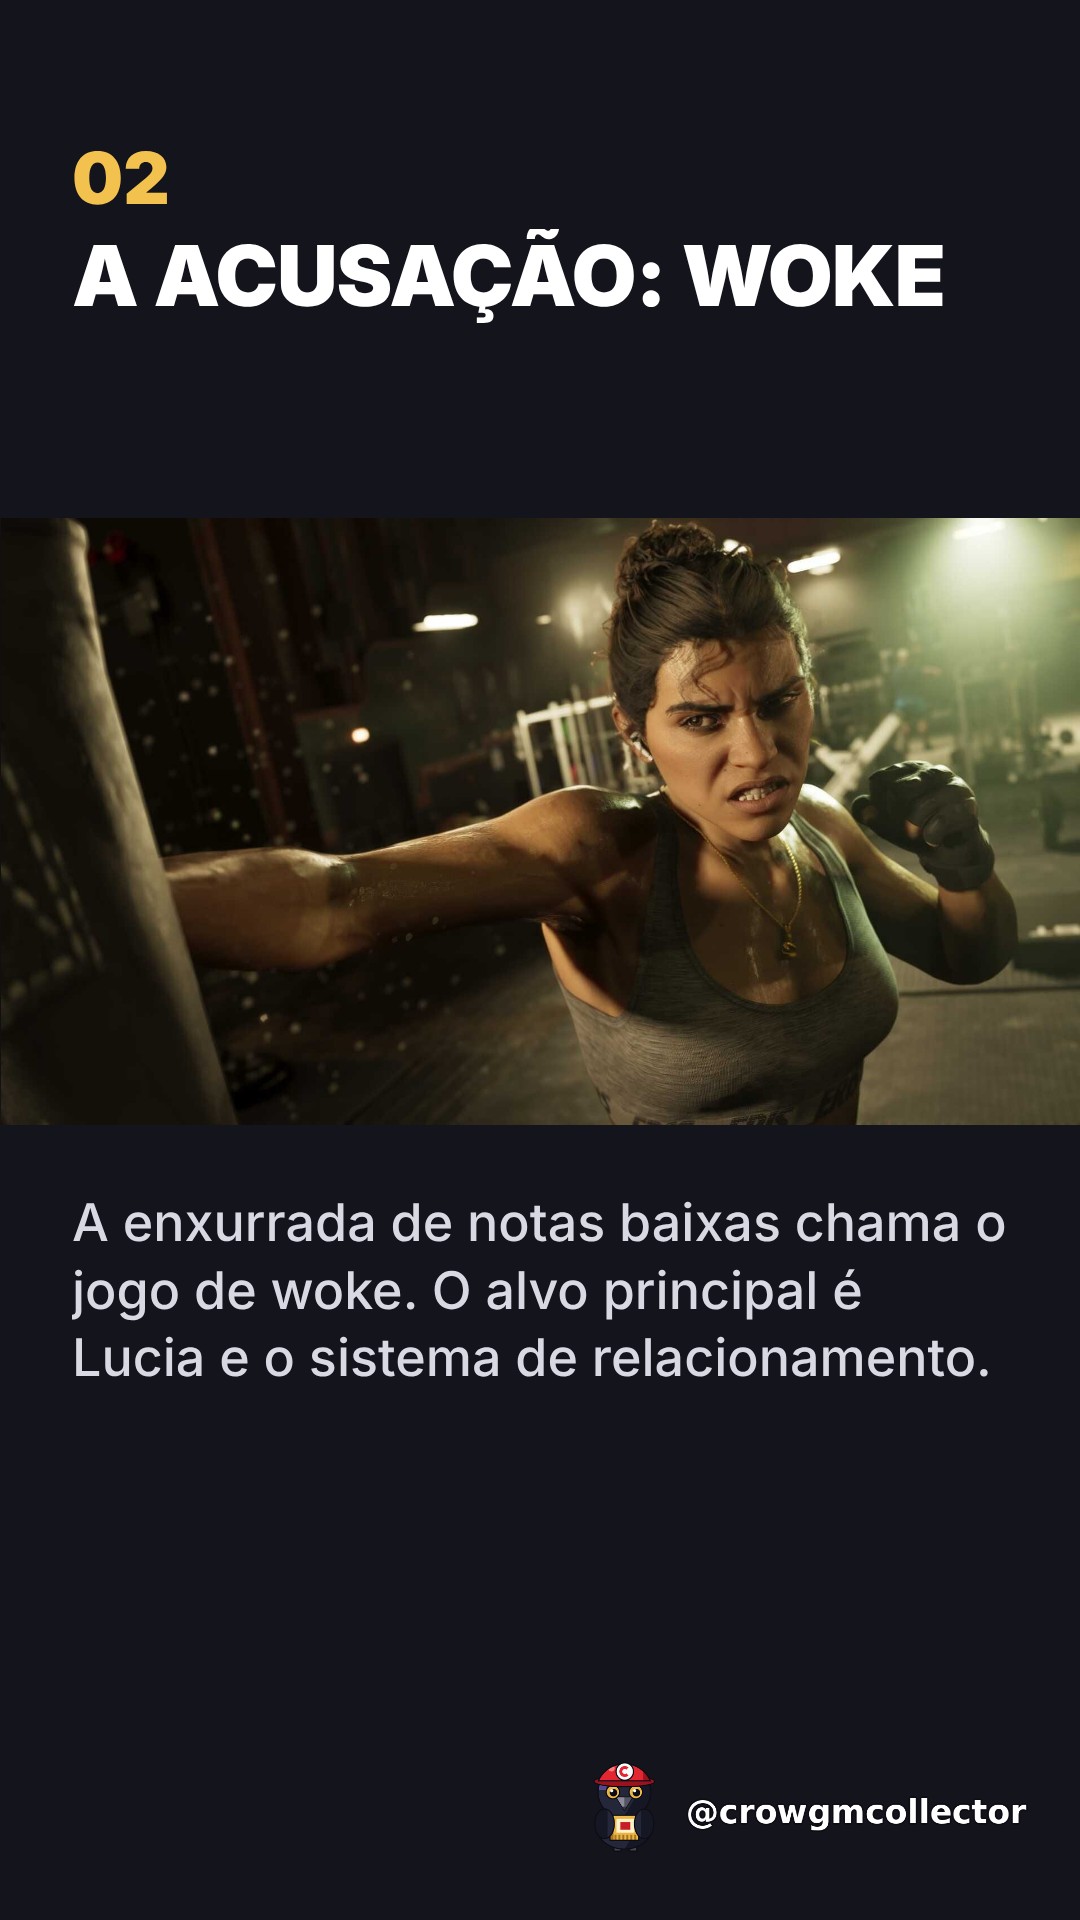 02
A ACUSAÇÃO: WOKE
A enxurrada de notas baixas chama o
jogo de woke. O alvo principal é
Lucia e o sistema de relacionamento.
C
@crowgmcollector